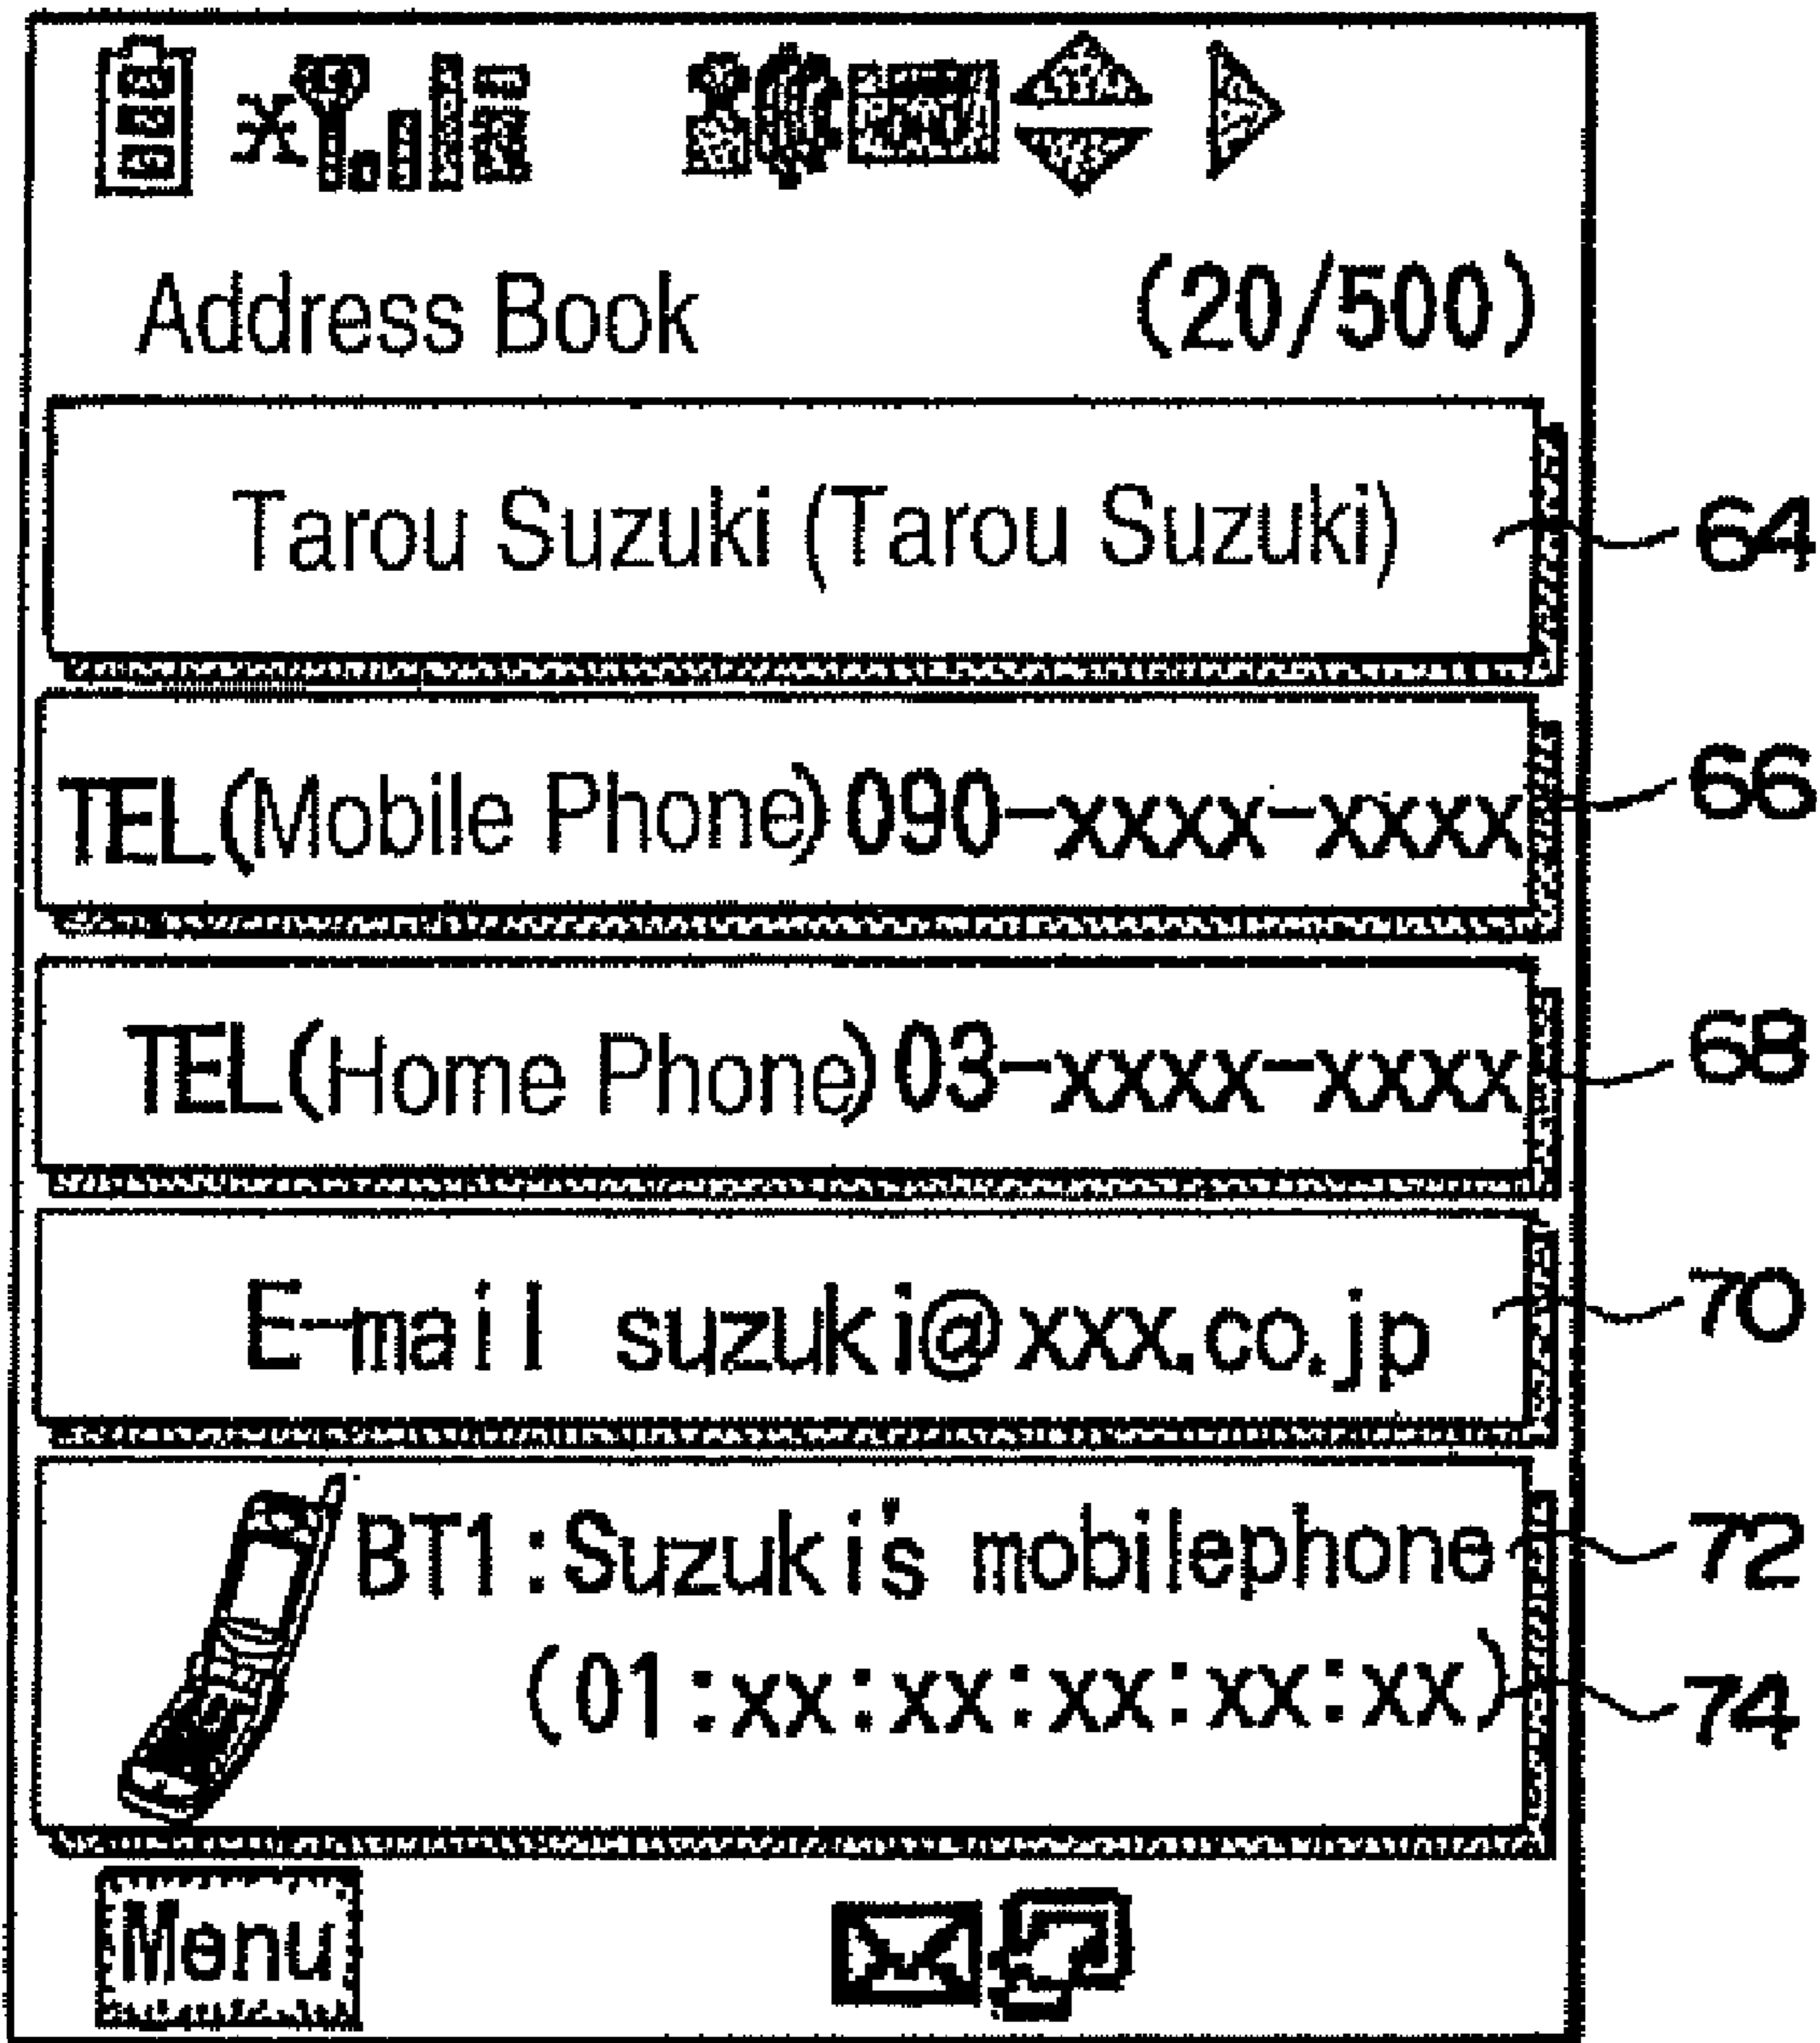 Address Book (20/500)
Tarou Suzuki (Tarou Suzuki) 64
TEL(Mobile Phone)090-xxxx-xxxx 66
TEL(Home Phone)03-xxxx-xxxx 68
E-mail suzuki@xxx.co.jp 70
BT1:Suzuki's mobilephone 72
(01:xx:xx:xx:xx:xx) 74
Menu